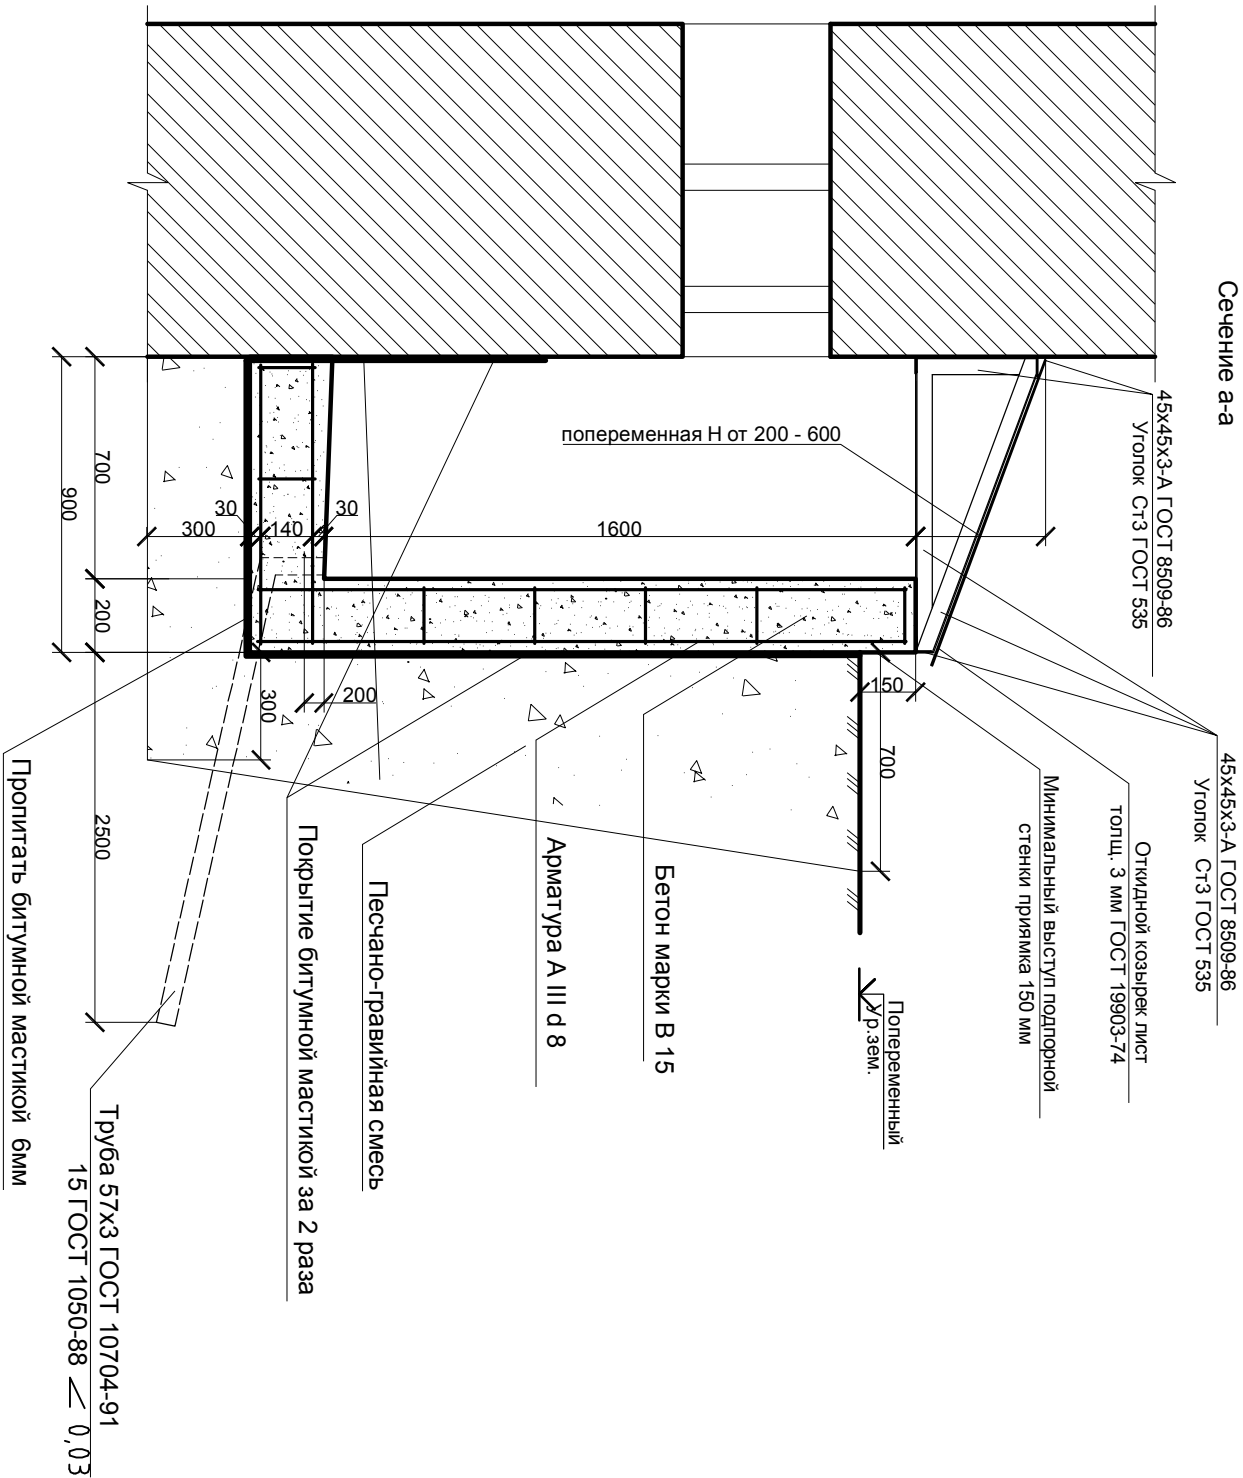 Сечение а-а
45х45х3-А ГОСТ 8509-86
Уголок Ст3 ГОСТ 535
45х45х3-А ГОСТ 8509-86
Уголок Ст3 ГОСТ 535
Откидной козырек лист
толщ. 3 мм ГОСТ 19903-74
Минимальный выступ подпорной
стенки приямка 150 мм
попеременная Н от 200 - 600
Попеременный
Ур.зем.
Бетон марки В 15
Арматура А III d 8
Песчано-гравийная смесь
Покрытие битумной мастикой за 2 раза
Труба 57х3 ГОСТ 10704-91
15 ГОСТ 1050-88 < 0,03
Пропитать битумной мастикой 6мм
300
30
140
30
1600
150
700
200
300
700
200
900
2500